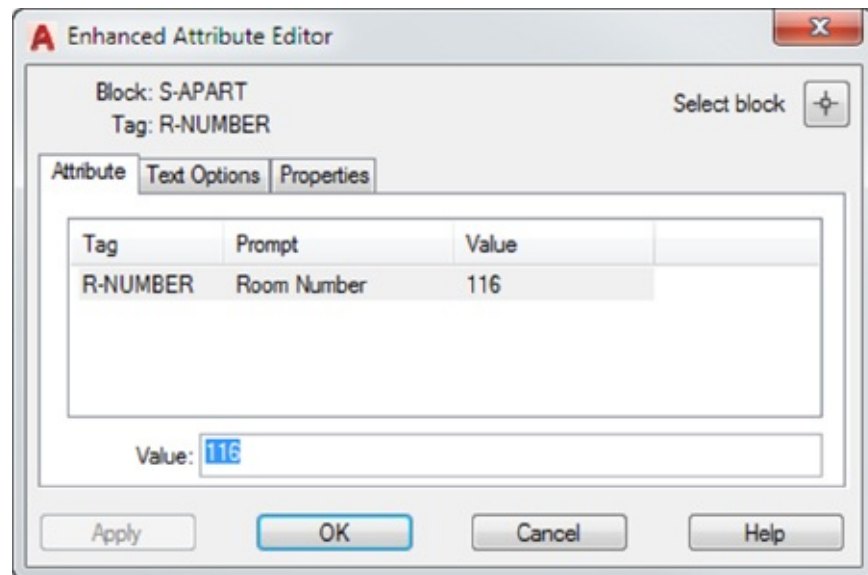 A Enhanced Attribute Editor
Block: S-APART
Tag: R-NUMBER
Select block
Attribute Text Options Properties
Tag Prompt Value
R-NUMBER Room Number 116
Value: 116
Apply OK Cancel Help